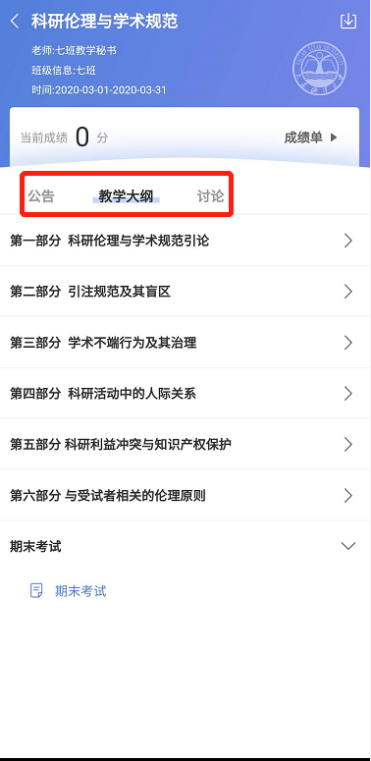 科研伦理与学术规范
老师:七班教学秘书
班级信息:七班
时间:2020-03-01-2020-03-31
当前成绩 0 分 成绩单
公告 教学大纲 讨论
第一部分 科研伦理与学术规范引论
第二部分 引注规范及其盲区
第三部分 学术不端行为及其治理
第四部分 科研活动中的人际关系
第五部分 科研利益冲突与知识产权保护
第六部分 与受试者相关的伦理原则
期末考试
期末考试